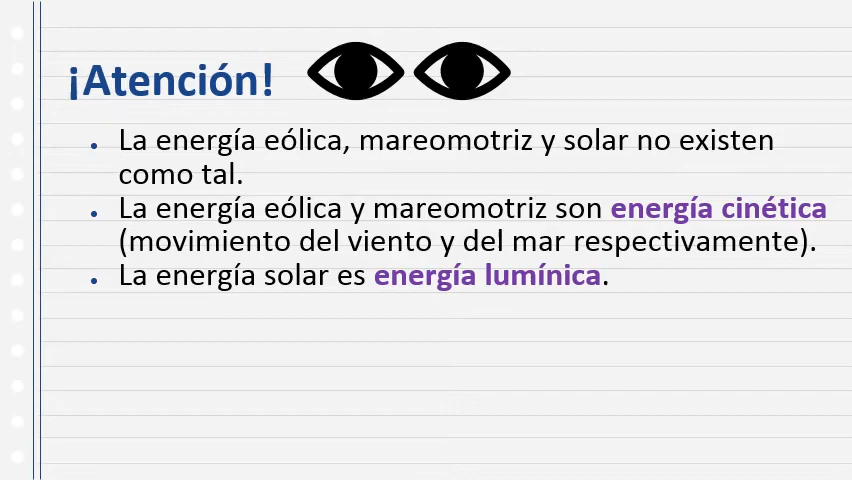 ¡Atención!
La energía eólica, mareomotriz y solar no existen
como tal.
La energía eólica y mareomotriz son energía cinética
(movimiento del viento y del mar respectivamente).
La energía solar es energía lumínica.